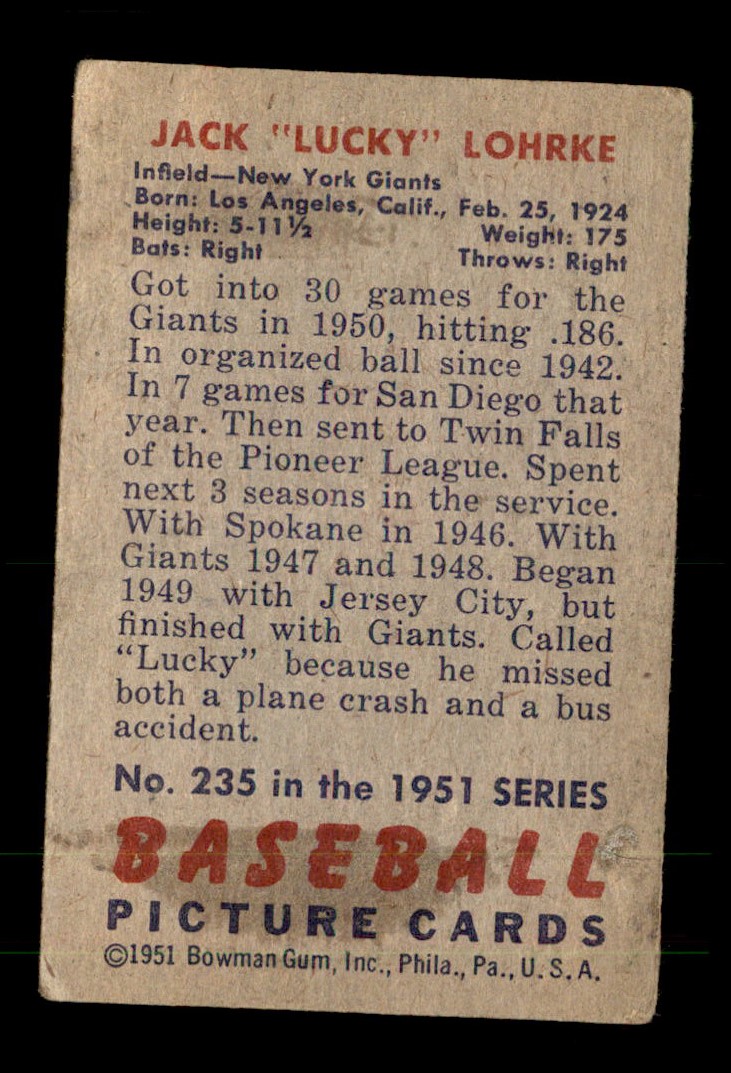 JACK "LUCKY" LOHRKE
Infield—New York Giants
Born: Los Angeles, Calif., Feb. 25, 1924
Height: 5-11½ Weight: 175
Bats: Right Throws: Right
Got into 30 games for the
Giants in 1950, hitting .186.
In organized ball since 1942.
In 7 games for San Diego that
year. Then sent to Twin Falls
of the Pioneer League. Spent
next 3 seasons in the service.
With Spokane in 1946. With
Giants 1947 and 1948. Began
1949 with Jersey City, but
finished with Giants. Called
“Lucky” because he missed
both a plane crash and a bus
accident.
No. 235 in the 1951 SERIES
BASEBALL
PICTURE CARDS
©1951 Bowman Gum, Inc., Phila., Pa., U.S.A.